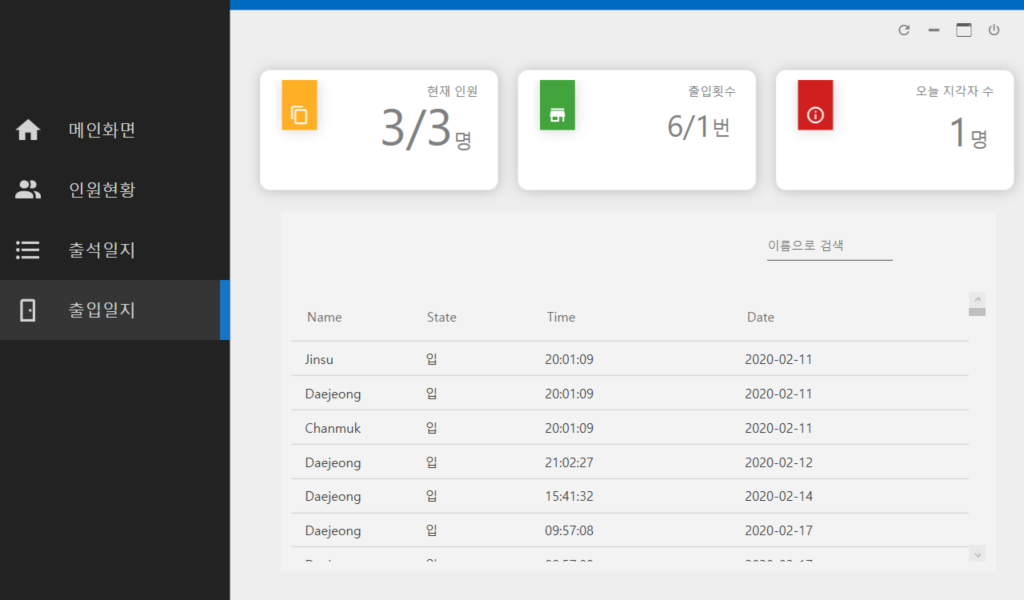 메인화면
인원현황
출석일지
출입일지
현재 인원
3/3명
출입횟수
6/1번
오늘 지각자 수
1명
이름으로 검색
Name State Time Date
Jinsu 입 20:01:09 2020-02-11
Daejeong 입 20:01:09 2020-02-11
Chanmuk 입 20:01:09 2020-02-11
Daejeong 입 21:02:27 2020-02-12
Daejeong 입 15:41:32 2020-02-14
Daejeong 입 09:57:08 2020-02-17